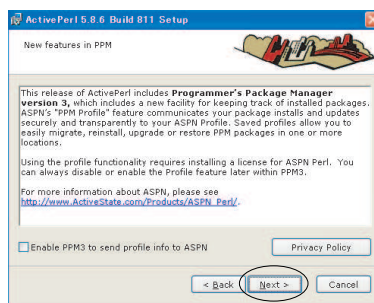 ActivePerl 5.8.6 Build 811 Setup
New features in PPM
This release of ActivePerl includes Programmer's Package Manager
version 3, which includes a new facility for keeping track of installed packages.
ASPN's "PPM Profile" feature communicates your package installs and updates
securely and transparently to your ASPN Profile. Saved profiles allow you to
easily migrate, reinstall, upgrade or restore PPM packages in one or more
locations.
Using the profile functionality requires installing a license for ASPN Perl. You
can always disable or enable the Profile feature later within PPM3.
For more information about ASPN, please see
http://www.ActiveState.com/Products/ASPN_Perl/.
Enable PPM3 to send profile info to ASPN
Privacy Policy
< Back
Next >
Cancel